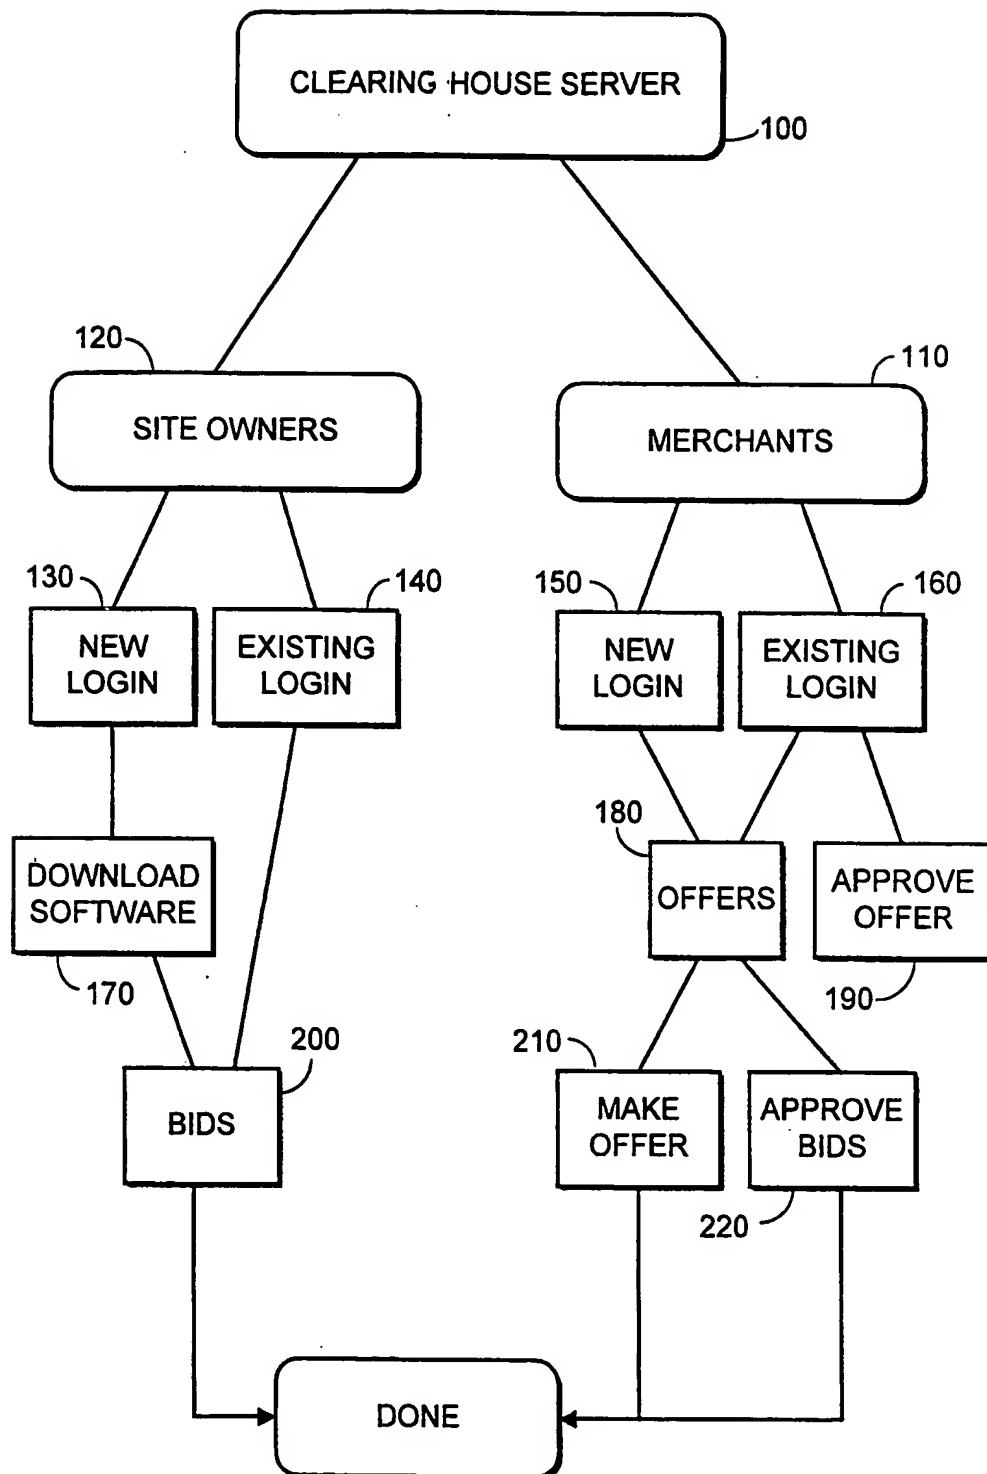 CLEARING HOUSE SERVER
100
120
110
SITE OWNERS
MERCHANTS
130
140
150
160
NEW
LOGIN
EXISTING
LOGIN
NEW
LOGIN
EXISTING
LOGIN
180
DOWNLOAD
SOFTWARE
OFFERS
APPROVE
OFFER
170
190
200
210
BIDS
MAKE
OFFER
APPROVE
BIDS
220
DONE